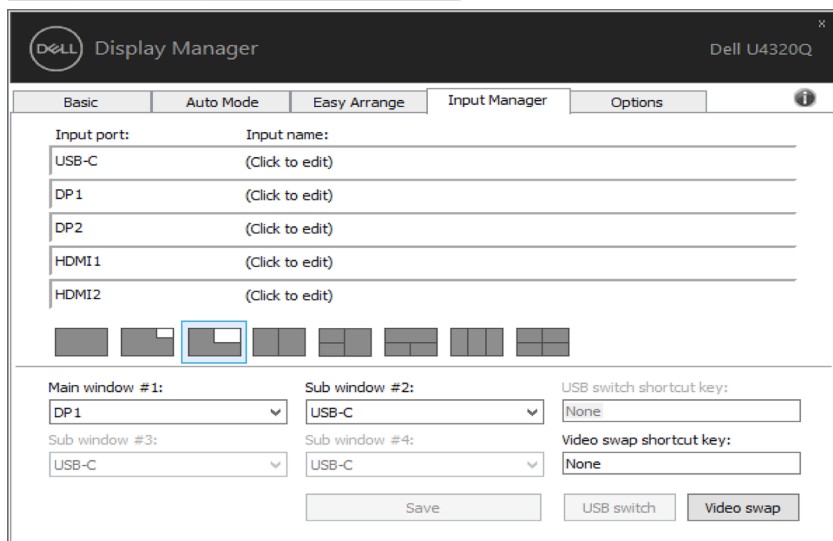 x
DELL Display Manager Dell U4320Q
Basic Auto Mode Easy Arrange Input Manager Options i
Input port: Input name:
USB-C (Click to edit)
DP1 (Click to edit)
DP2 (Click to edit)
HDMI1 (Click to edit)
HDMI2 (Click to edit)
Main window #1: Sub window #2: USB switch shortcut key:
DP1 USB-C None
Sub window #3: Sub window #4: Video swap shortcut key:
USB-C USB-C None
Save USB switch Video swap